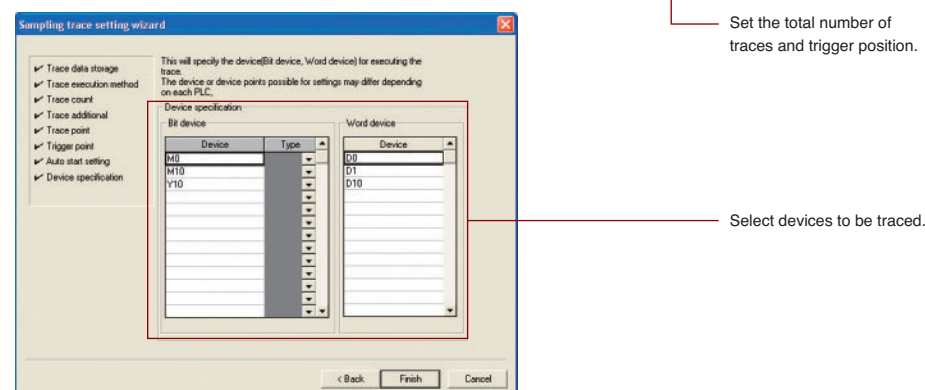 Set the total number of
traces and trigger position.
Sampling trace setting wizard
Trace data storage
Trace execution method
Trace count
Trace additional
Trace point
Trigger point
Auto start setting
Device specification
This will specify the device(Bit device, Word device) for executing the
trace.
The device or device points possible for settings may differ depending
on each PLC,
Device specification
Bit device
Device Type
M0
M10
Y10
Word device
Device
D0
D1
D10
Select devices to be traced.
< Back Finish Cancel